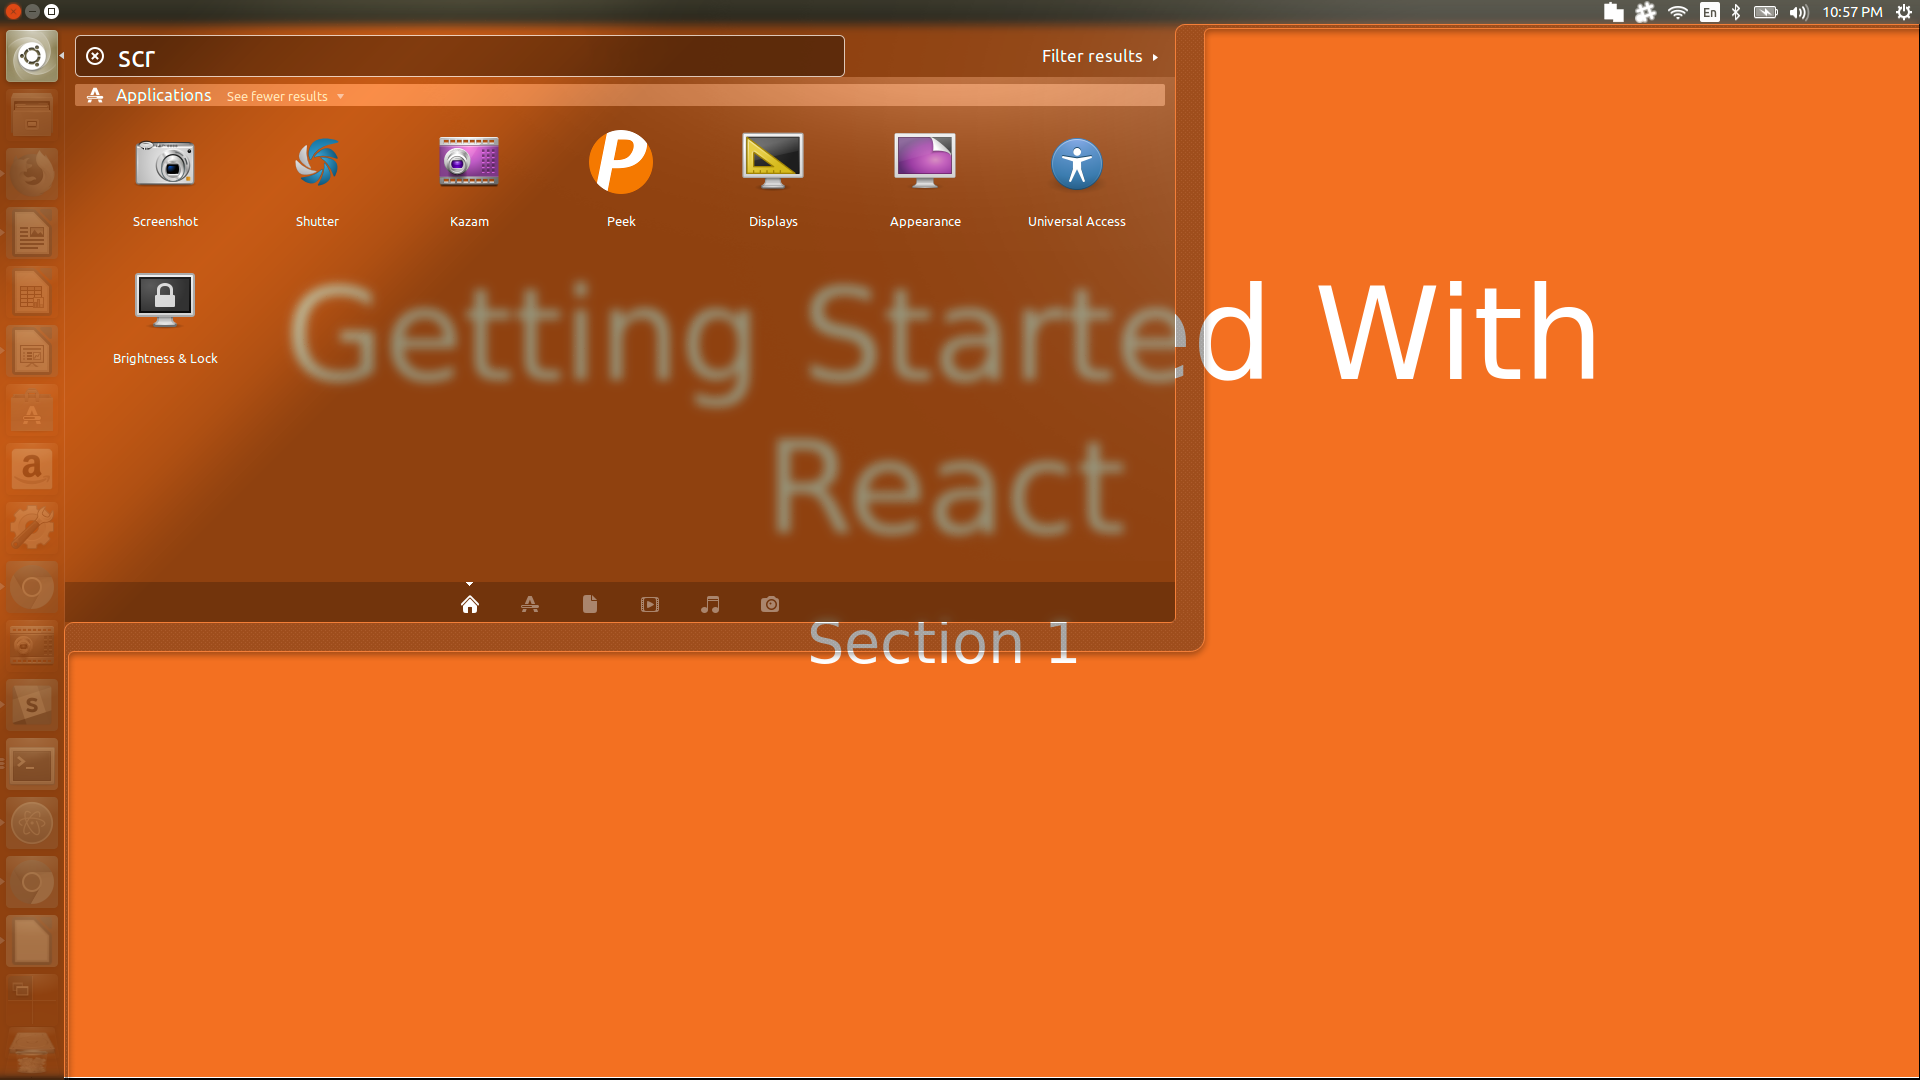 En 10:57 PM
scr
Filter results
Applications See fewer results
Screenshot Shutter Kazam Peek Displays Appearance Universal Access
Brightness & Lock
Getting Started With
React
Section 1